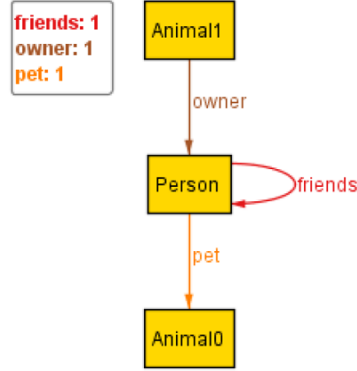 friends: 1
owner: 1
pet: 1
Animal1
owner
Person
friends
pet
Animal0